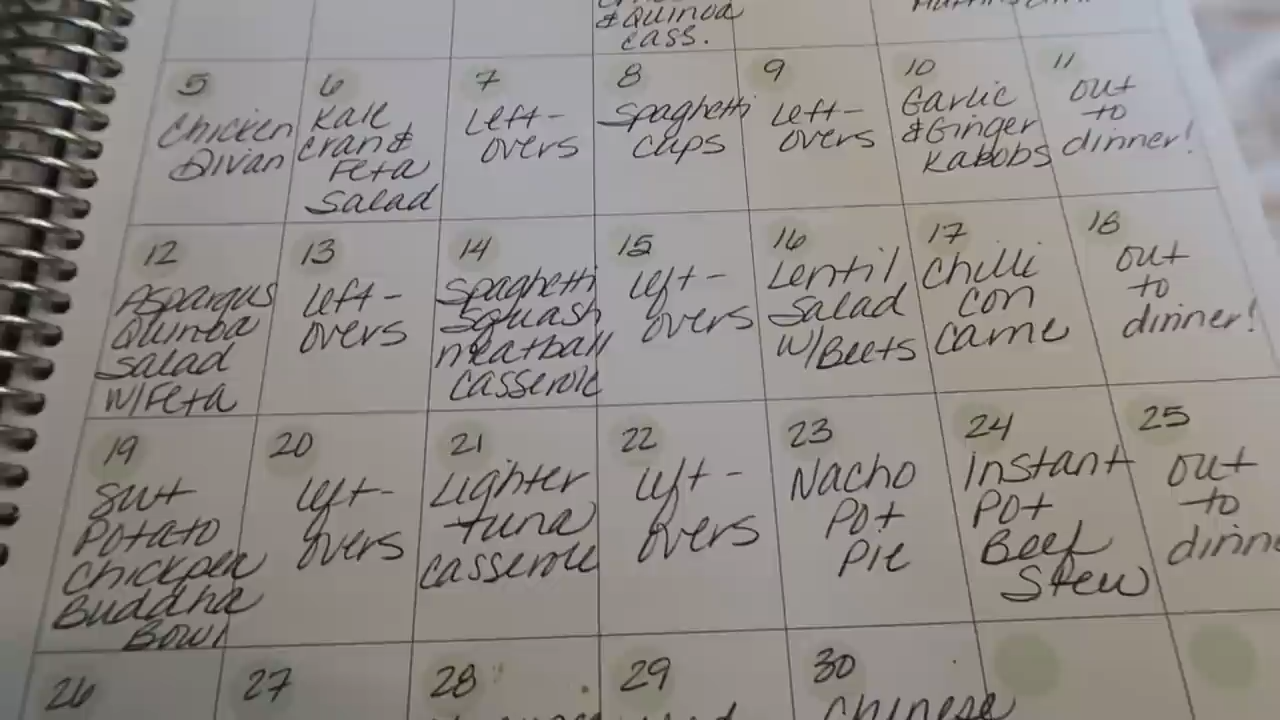 & Quinoa
cass.
5
Chicken
Divan
6
Kale
cran &
Feta
Salad
7
Left-
overs
8
Spaghetti
cups
9
Left-
overs
10
Garlic
& Ginger
Kabobs
11
out
to
dinner!
12
Aspargus
Quinoa
Salad
w/Feta
13
Left-
overs
14
Spaghetti
Squash
meatball
casserole
15
Left-
overs
16
Lentil
Salad
w/Beets
17
Chilli
con
carne
18
out
to
dinner!
19
Swt
Potato
Chickpea
Buddha
Bowl
20
Left-
overs
21
Lighter
tuna
casserole
22
Left-
overs
23
Nacho
Pot
Pie
24
Instant
Pot
Beef
Stew
25
out
to
dinne
26
27
28
29
30
Chinese